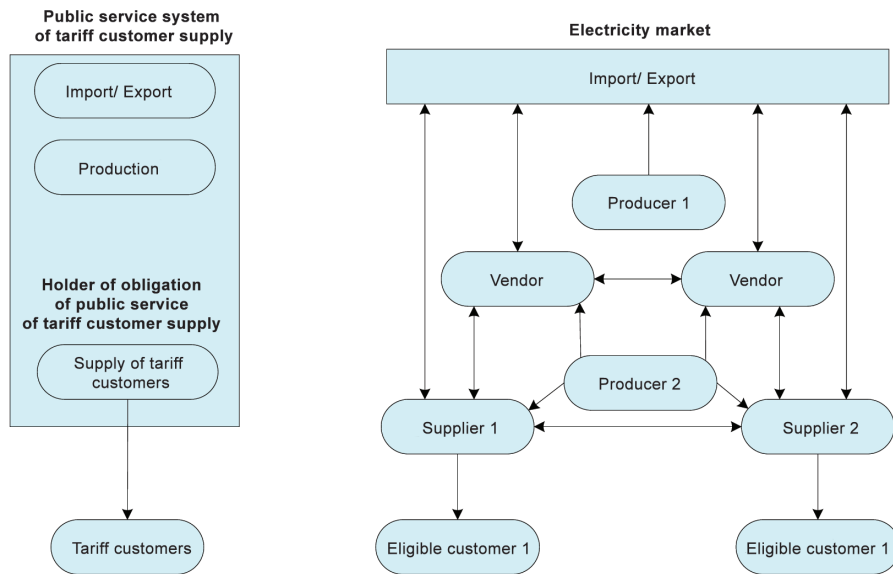 Public service system
of tariff customer supply
Import/ Export
Production
Holder of obligation
of public service
of tariff customer supply
Supply of tariff
customers
Tariff customers
Electricity market
Import/ Export
Producer 1
Vendor
Vendor
Producer 2
Supplier 1
Supplier 2
Eligible customer 1
Eligible customer 1